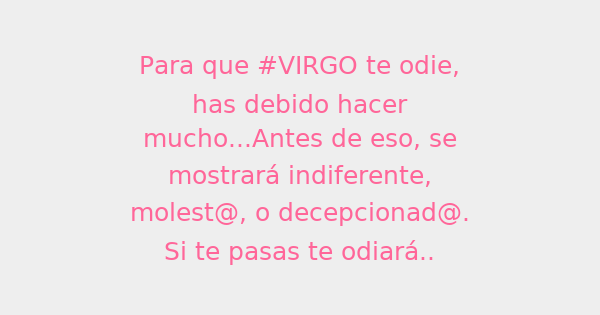 Para que #VIRGO te odie,
has debido hacer
mucho...Antes de eso, se
mostrará indiferente,
molest@, o decepcionad@.
Si te pasas te odiará..